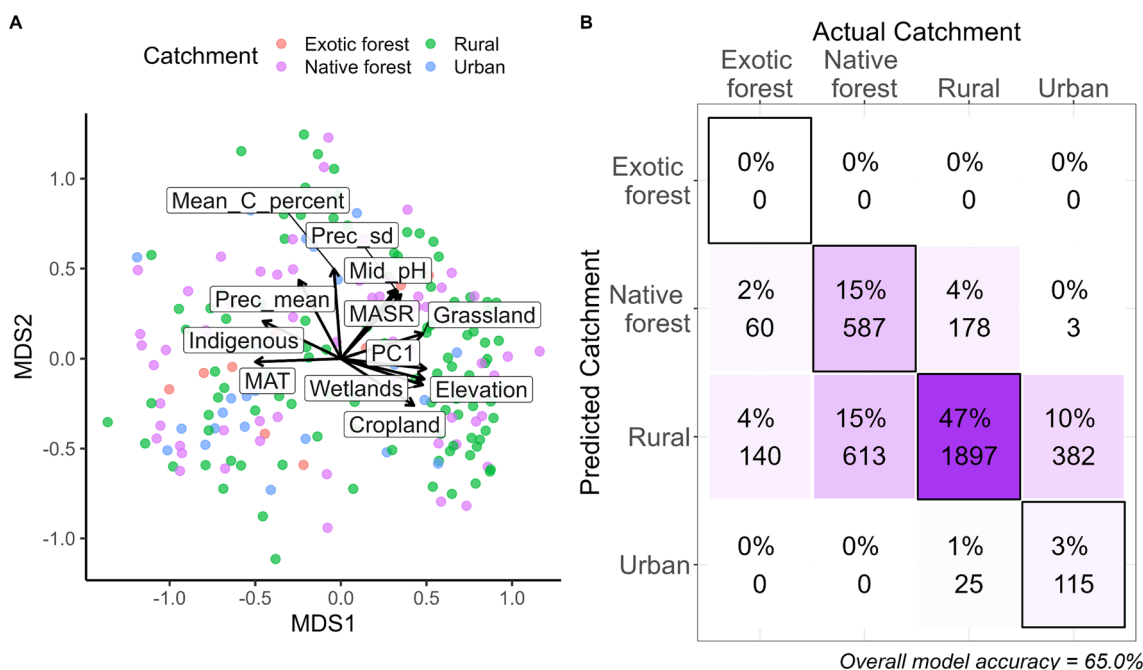 A
Catchment
Exotic forest
Rural
Native forest
Urban
MDS2
1.0
0.5
0.0
-0.5
-1.0
Mean_C_percent
Prec_sd
Mid_pH
Prec_mean
MASR
Grassland
Indigenous
PC1
MAT
Wetlands
Elevation
Cropland
-1.0 -0.5 0.0 0.5 1.0
MDS1
B
Actual Catchment
Exotic Native
forest forest Rural Urban
Predicted Catchment
Exotic
forest
0% 0% 0% 0%
0 0 0 0
Native
forest
2% 15% 4% 0%
60 587 178 3
Rural
4% 15% 47% 10%
140 613 1897 382
Urban
0% 0% 1% 3%
0 0 25 115
Overall model accuracy = 65.0%